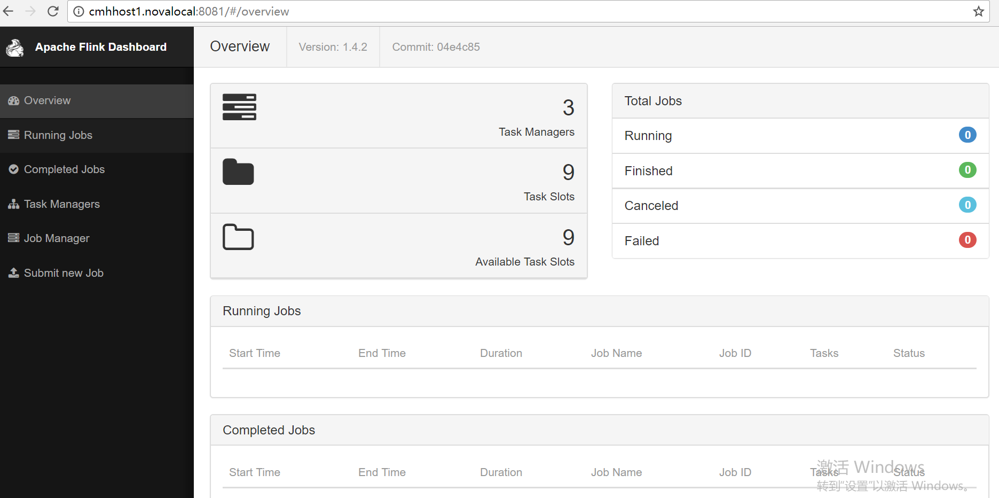 cmhhost1.novalocal:8081/#/overview
Apache Flink Dashboard
Overview
Version: 1.4.2
Commit: 04e4c85
Overview
Running Jobs
Completed Jobs
Task Managers
Job Manager
Submit new Job
3
Task Managers
9
Task Slots
9
Available Task Slots
Total Jobs
Running 0
Finished 0
Canceled 0
Failed 0
Running Jobs
Start Time End Time Duration Job Name Job ID Tasks Status
Completed Jobs
Start Time End Time Duration Job Name Job ID Tasks Status
激活 Windows
转到“设置”以激活 Windows。